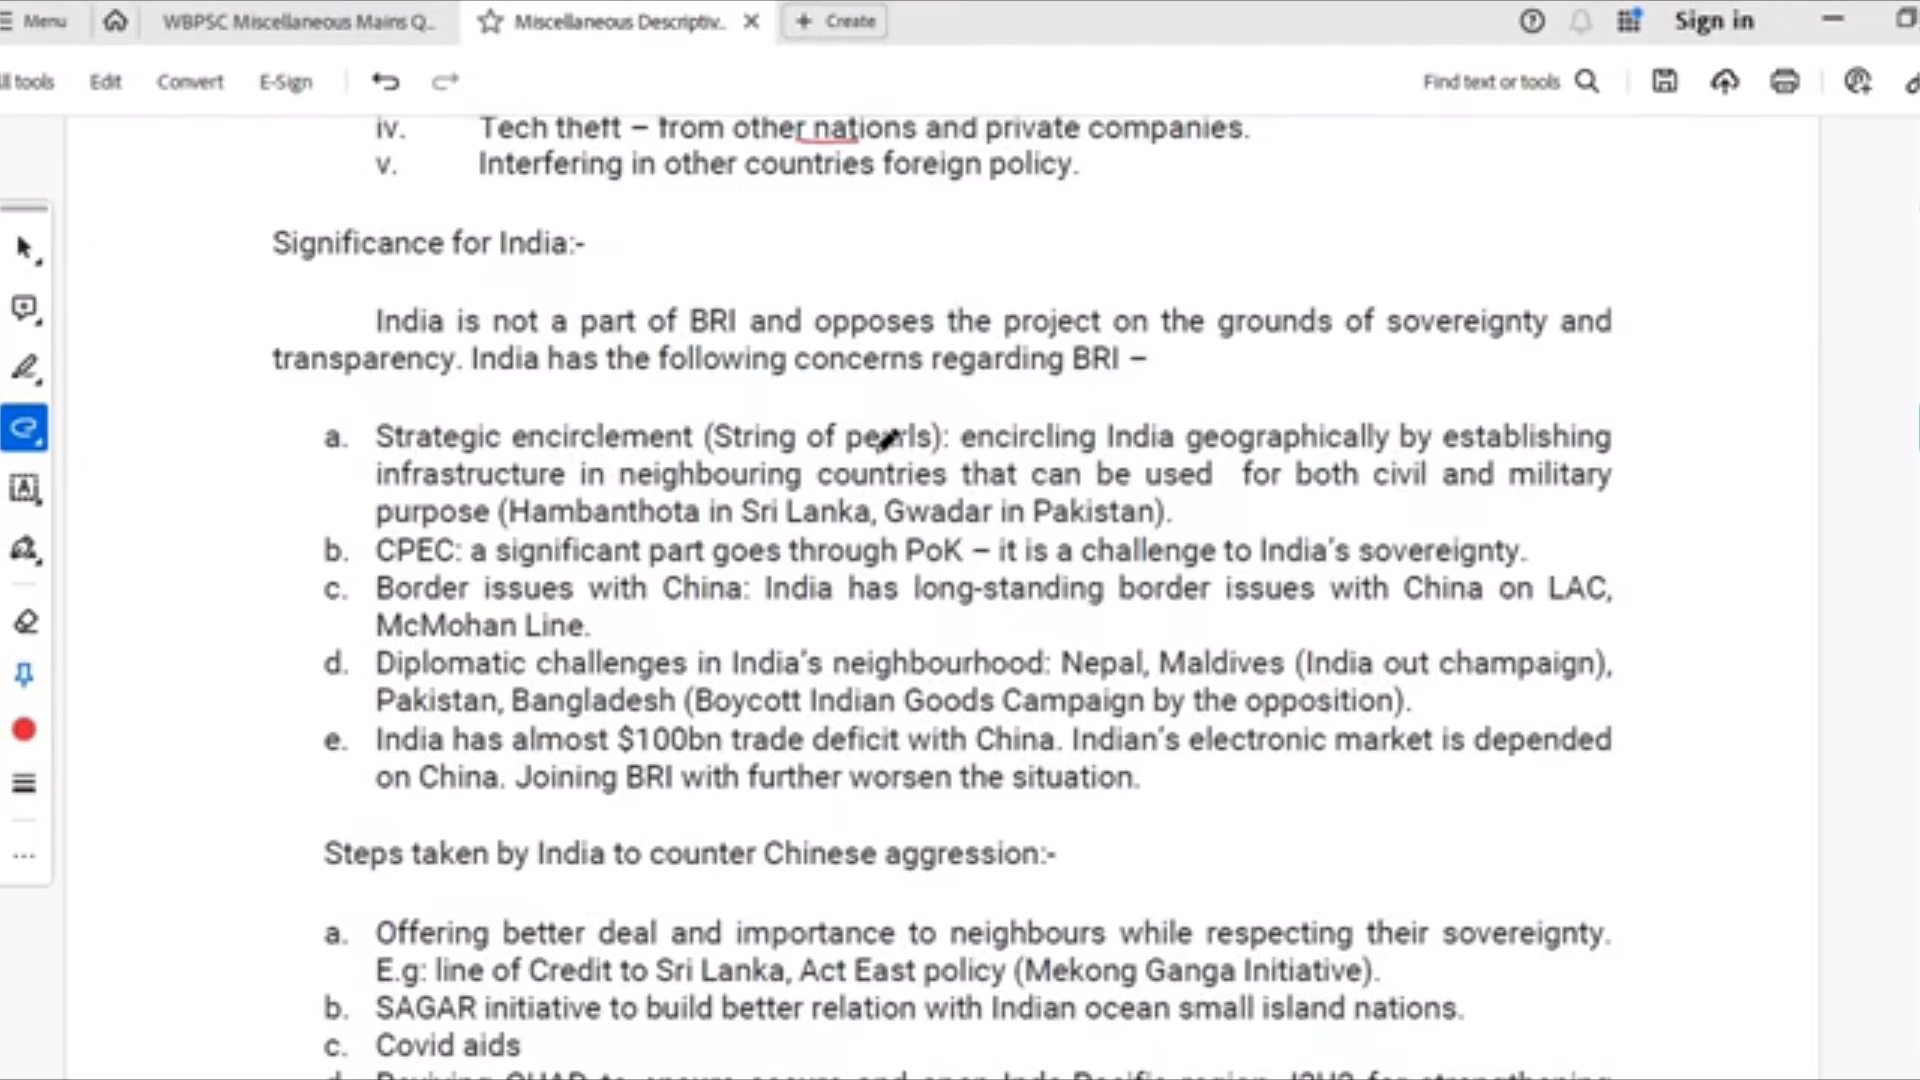 Menu
WBPSC Miscellaneous Mains Q...
Miscellaneous Descriptiv...
Create
Sign in
ll tools
Edit
Convert
E-Sign
Find text or tools
iv. Tech theft – from other nations and private companies.
v. Interfering in other countries foreign policy.
Significance for India:-
India is not a part of BRI and opposes the project on the grounds of sovereignty and
transparency. India has the following concerns regarding BRI –
a. Strategic encirclement (String of pearls): encircling India geographically by establishing
infrastructure in neighbouring countries that can be used for both civil and military
purpose (Hambanthota in Sri Lanka, Gwadar in Pakistan).
b. CPEC: a significant part goes through PoK – it is a challenge to India's sovereignty.
c. Border issues with China: India has long-standing border issues with China on LAC,
McMohan Line.
d. Diplomatic challenges in India's neighbourhood: Nepal, Maldives (India out champaign),
Pakistan, Bangladesh (Boycott Indian Goods Campaign by the opposition).
e. India has almost $100bn trade deficit with China. Indian's electronic market is depended
on China. Joining BRI with further worsen the situation.
Steps taken by India to counter Chinese aggression:-
a. Offering better deal and importance to neighbours while respecting their sovereignty.
E.g: line of Credit to Sri Lanka, Act East policy (Mekong Ganga Initiative).
b. SAGAR initiative to build better relation with Indian ocean small island nations.
c. Covid aids